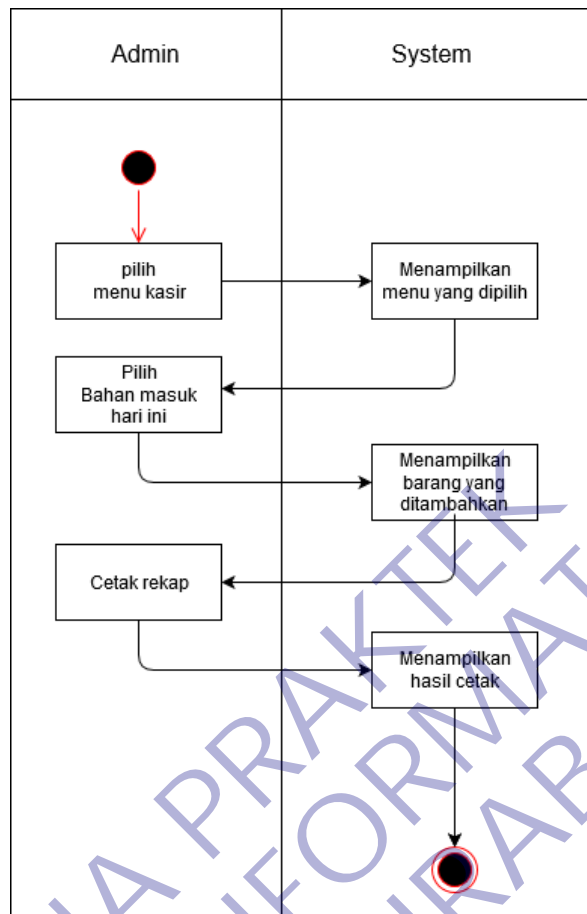 Admin
System
pilih
menu kasir
Menampilkan
menu yang dipilih
Pilih
Bahan masuk
hari ini
Menampilkan
barang yang
ditambahkan
Cetak rekap
Menampilkan
hasil cetak
PRAKTEK